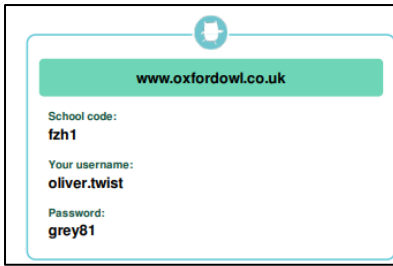 www.oxfordowl.co.uk
School code:
fzh1
Your username:
oliver.twist
Password:
grey81